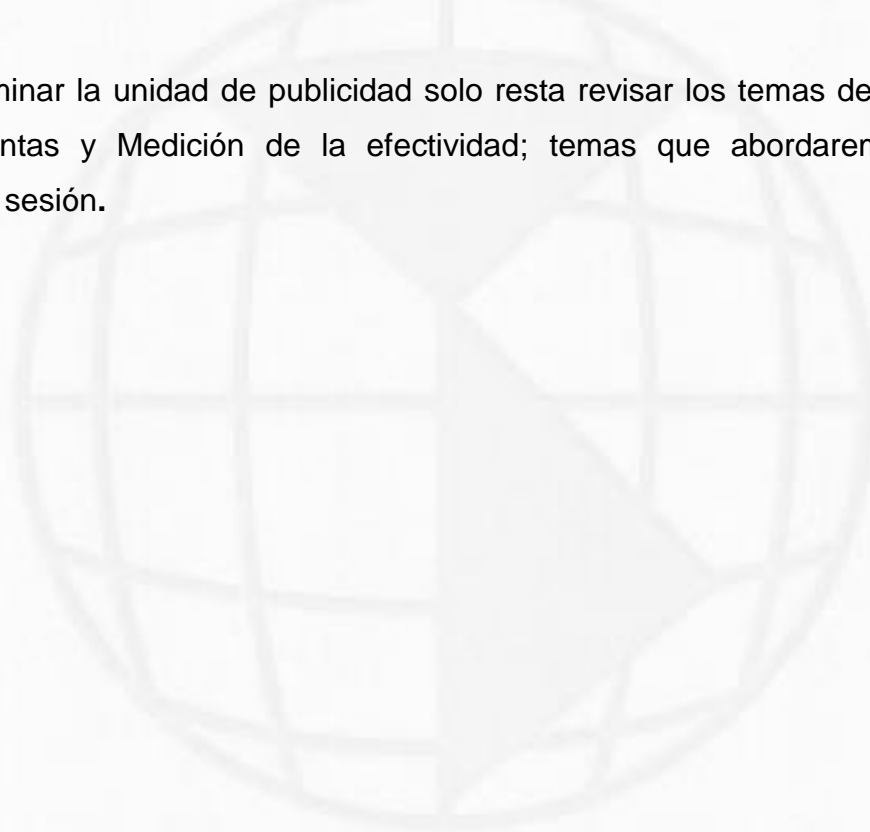 minar la unidad de publicidad solo resta revisar los temas de
ntas y Medición de la efectividad; temas que abordaren
sesión.